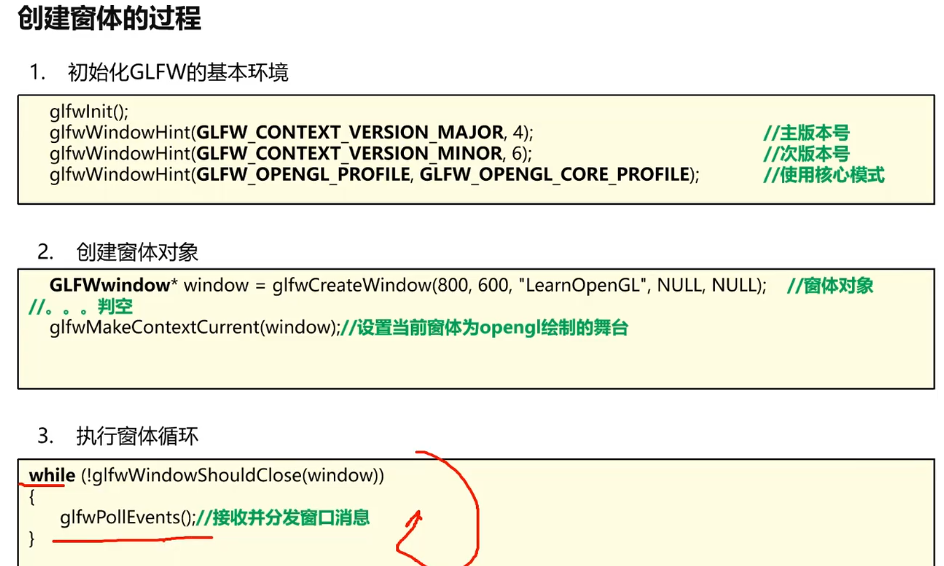 创建窗体的过程
1. 初始化GLFW的基本环境
glfwInit();
glfwWindowHint(GLFW_CONTEXT_VERSION_MAJOR, 4); //主版本号
glfwWindowHint(GLFW_CONTEXT_VERSION_MINOR, 6); //次版本号
glfwWindowHint(GLFW_OPENGL_PROFILE, GLFW_OPENGL_CORE_PROFILE); //使用核心模式
2. 创建窗体对象
GLFWwindow* window = glfwCreateWindow(800, 600, "LearnOpenGL", NULL, NULL); //窗体对象
//。。。判空
glfwMakeContextCurrent(window);//设置当前窗体为opengl绘制的舞台
3. 执行窗体循环
while (!glfwWindowShouldClose(window))
{
glfwPollEvents();//接收并分发窗口消息
}